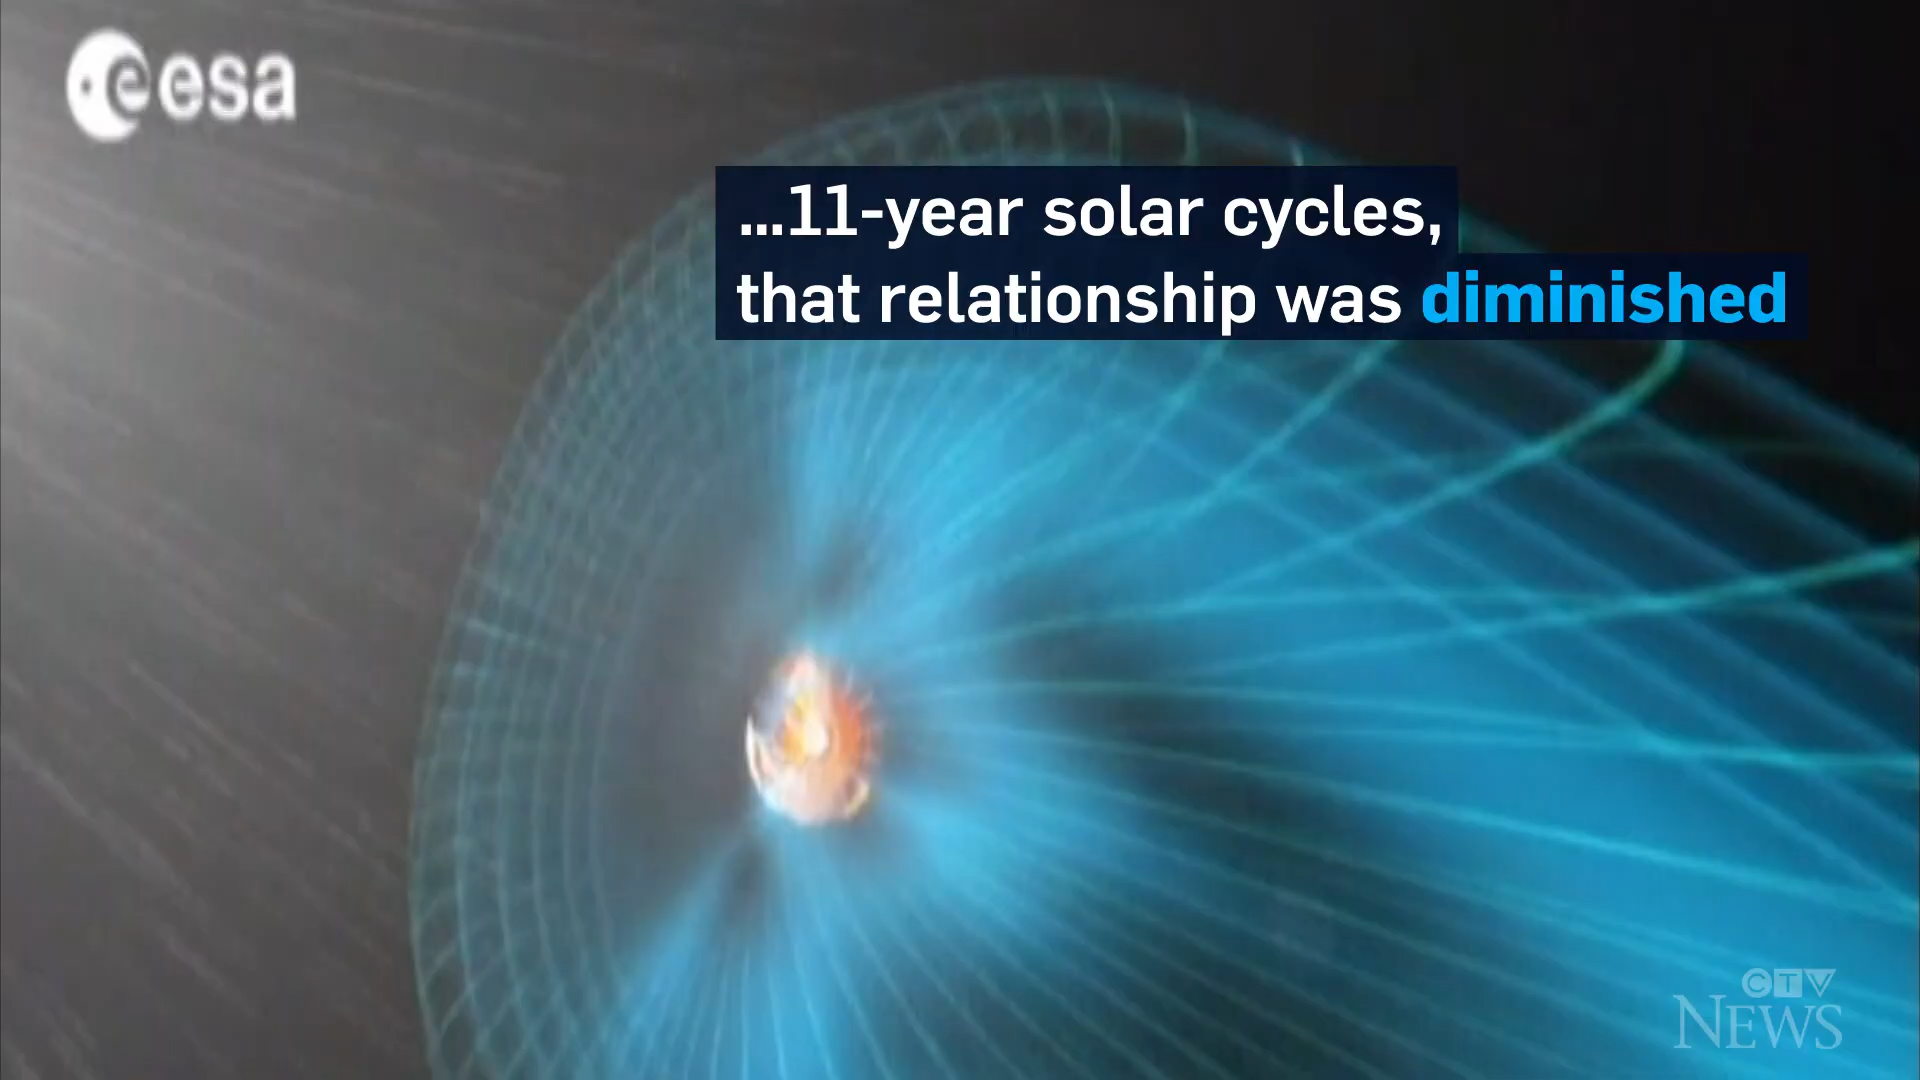 esa
...11-year solar cycles,
that relationship was diminished
CTV
NEWS